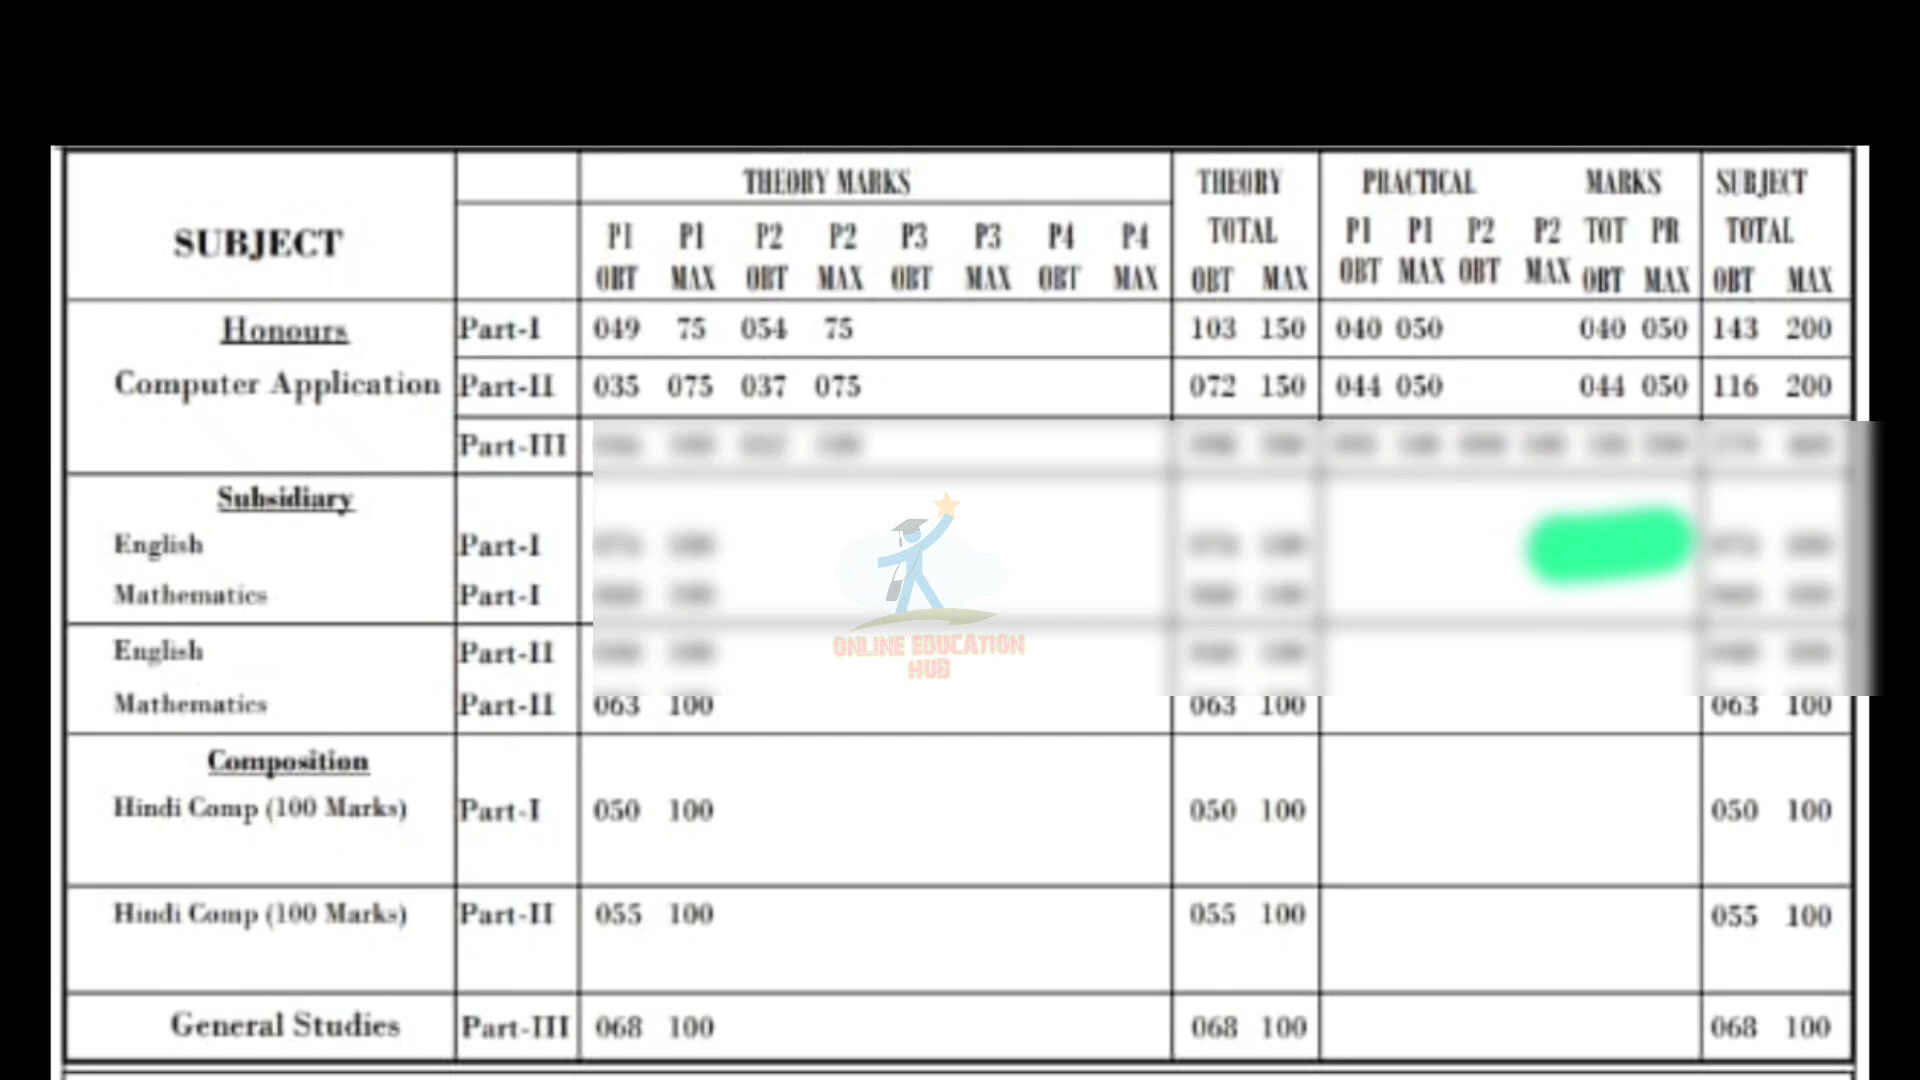 SUBJECT THEORY MARKS THEORY TOTAL PRACTICAL MARKS SUBJECT TOTAL
P1 OBT P1 MAX P2 OBT P2 MAX P3 OBT P3 MAX P4 OBT P4 MAX OBT MAX P1 OBT P1 MAX P2 OBT P2 MAX TOT OBT PR MAX OBT MAX
Honours Part-I 049 75 054 75 103 150 040 050 040 050 143 200
Computer Application Part-II 035 075 037 075 072 150 044 050 044 050 116 200
Part-III
Subsidiary
English Part-I
Mathematics Part-I
English Part-II
ONLINE EDUCATION
HUB
Mathematics Part-II 063 100 063 100 063 100
Composition
Hindi Comp (100 Marks) Part-I 050 100 050 100 050 100
Hindi Comp (100 Marks) Part-II 055 100 055 100 055 100
General Studies Part-III 068 100 068 100 068 100